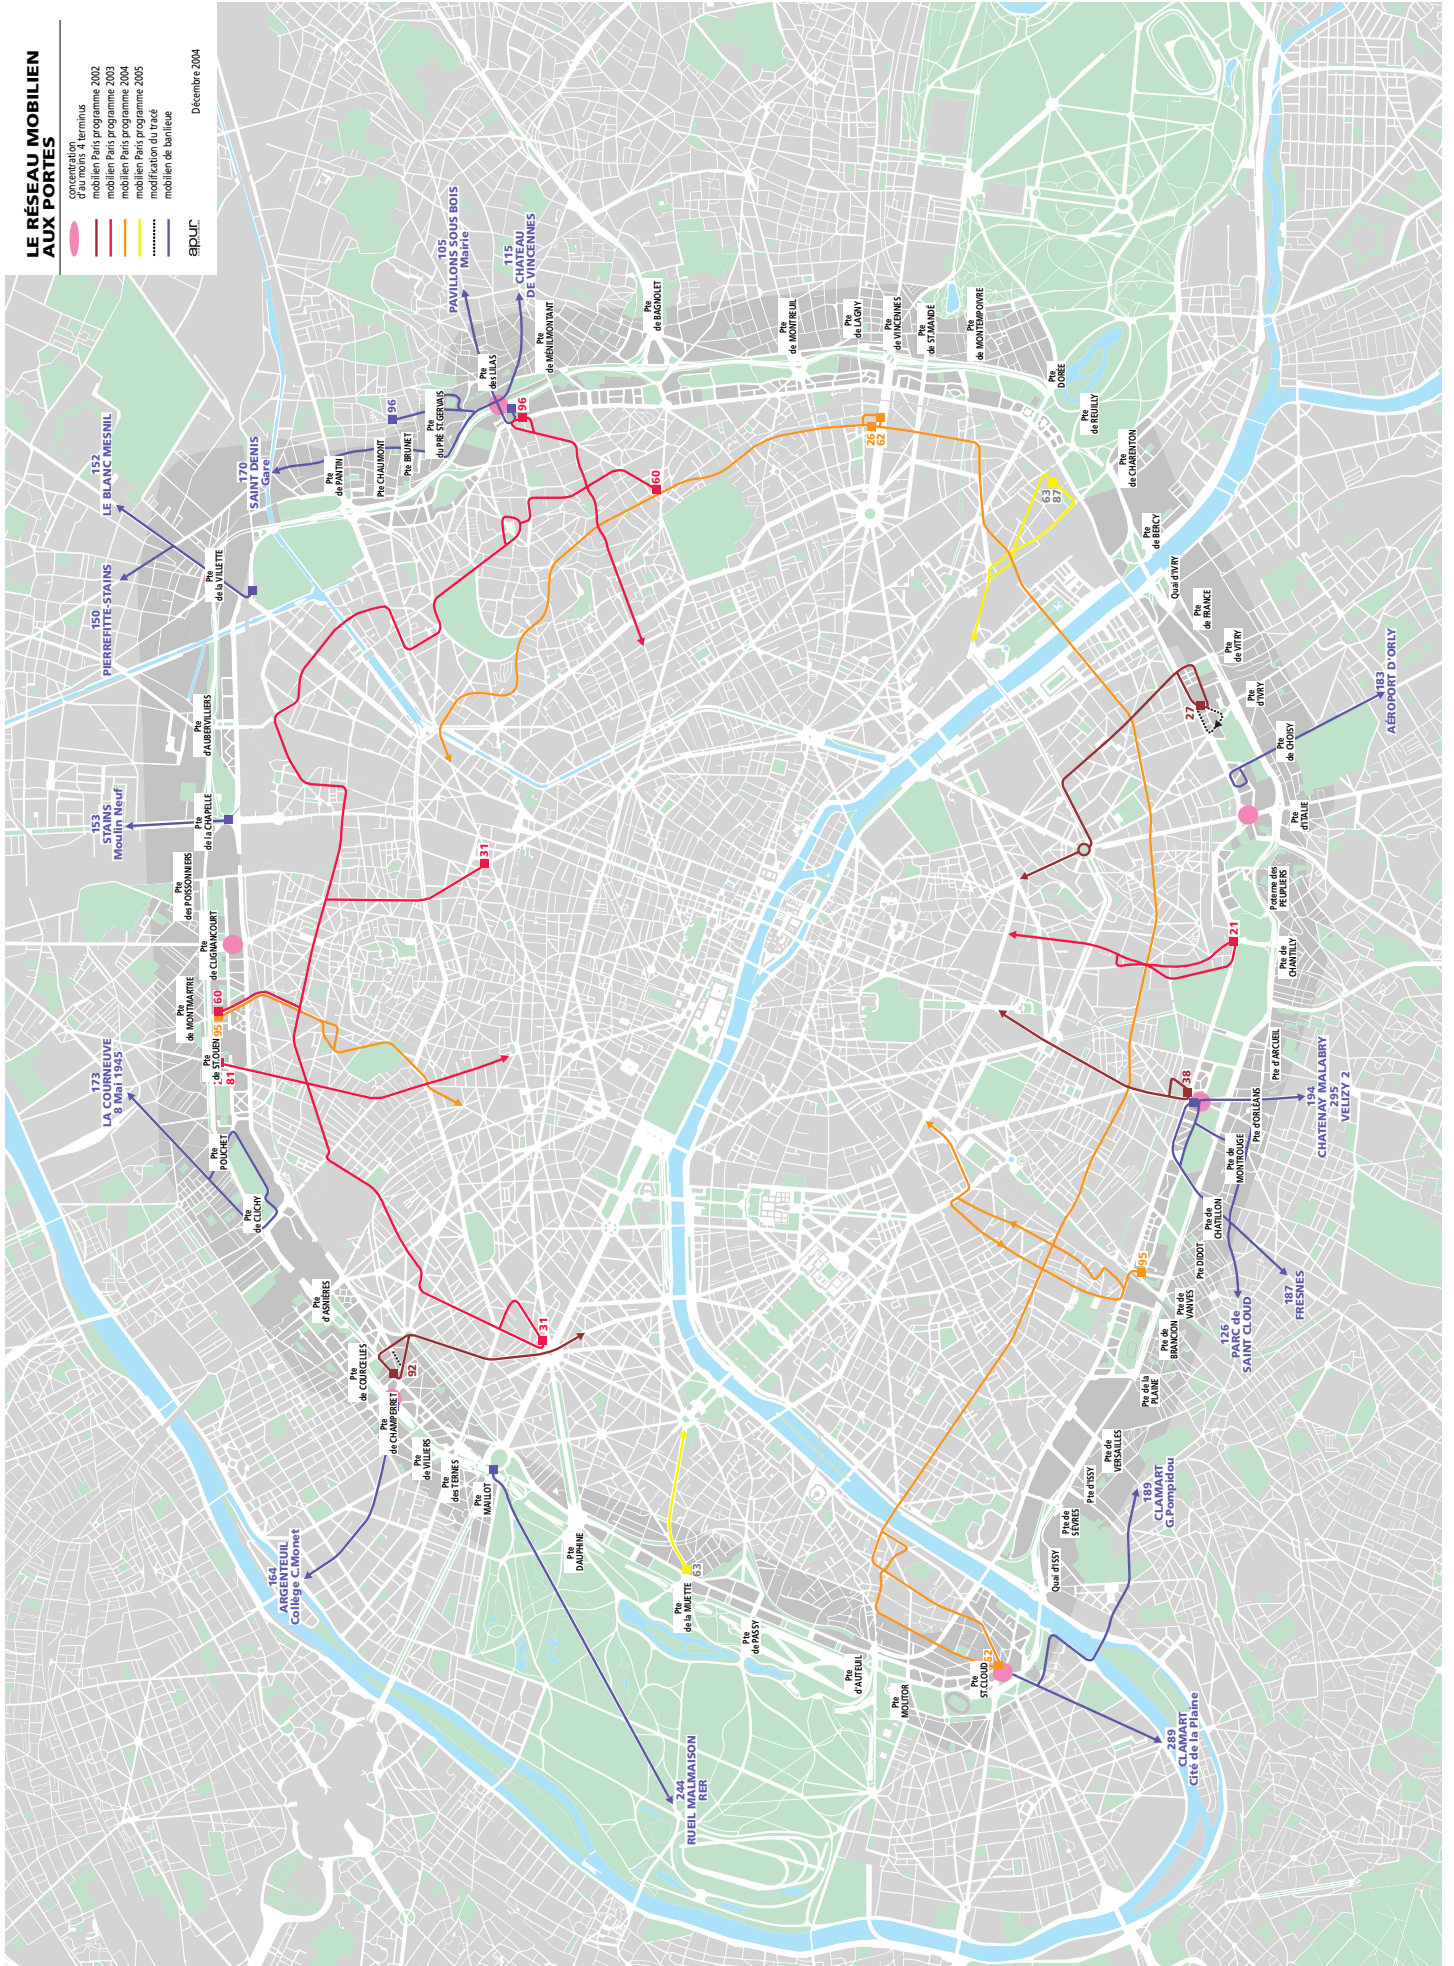 LE RÉSEAU MOBILIEN
AUX PORTES
concentration
d'au moins 4 terminus
mobilien Paris programme 2002
mobilien Paris programme 2003
mobilien Paris programme 2004
mobilien Paris programme 2005
modification du tracé
mobilien de banlieue
apur
Décembre 2004
164
ARGENTEUIL
Collège C.Monet
173
LA COURNEUVE
8 Mai 1945
153
STAINS
Moulin Neuf
150
PIERREFITTE-STAINS
152
LE BLANC MESNIL
170
SAINT DENIS
Gare
105
PAVILLONS SOUS BOIS
Mairie
115
CHATEAU
DE VINCENNES
244
RUEIL MALMAISON
RER
289
CLAMART
Cité de la Plaine
189
CLAMART
G.Pompidou
126
PARC de
SAINT CLOUD
187
FRESNES
194
CHATENAY MALABRY
295
VELIZY 2
183
AÉROPORT D'ORLY
Pte
MAILLOT
Pte
des TERNES
Pte
de VILLIERS
Pte
de CHAMPERRET
Pte
de COURCELLES
Pte
d'ASNIÈRES
Pte
de CLICHY
Pte
POUCHET
Pte
de ST.OUEN
Pte
de MONTMARTRE
Pte
de CLIGNANCOURT
Pte
des POISSONNIERS
Pte
de la CHAPELLE
Pte
d'AUBERVILLIERS
Pte
de la VILLETTE
Pte
de PANTIN
Pte CHAUMONT
Pte BRUNET
Pte
du PRÉ ST.GERVAIS
Pte
des LILAS
Pte
de MÉNILMONTANT
Pte
de BAGNOLET
Pte
de MONTREUIL
Pte
de LAGNY
Pte
de VINCENNES
Pte
de ST.MANDÉ
Pte
de MONTEMPOIVRE
Pte
DORÉE
Pte
de REUILLY
Pte
de CHARENTON
Pte
de BERCY
Quai d'IVRY
Pte
de FRANCE
Pte
de VITRY
Pte
d'IVRY
Pte
de CHOISY
Pte
d'ITALIE
Poterne des
PEUPLIERS
Pte de
CHANTILLY
Pte d'ARCUEIL
Pte d'ORLÉANS
Pte de
MONTROUGE
Pte de
CHATILLON
Pte DIDOT
Pte de
VANVES
Pte de
BRANCION
Pte de la
PLAINE
Pte de
VERSAILLES
Pte d'ISSY
Pte de
SÈVRES
Quai d'ISSY
Pte
ST.CLOUD
Pte
MOLITOR
Pte
d'AUTEUIL
Pte
de PASSY
Pte
de la MUETTE
Pte
DAUPHINE
92
31
81
95
60
31
96
96
60
26
62
63
87
27
21
38
95
62
63